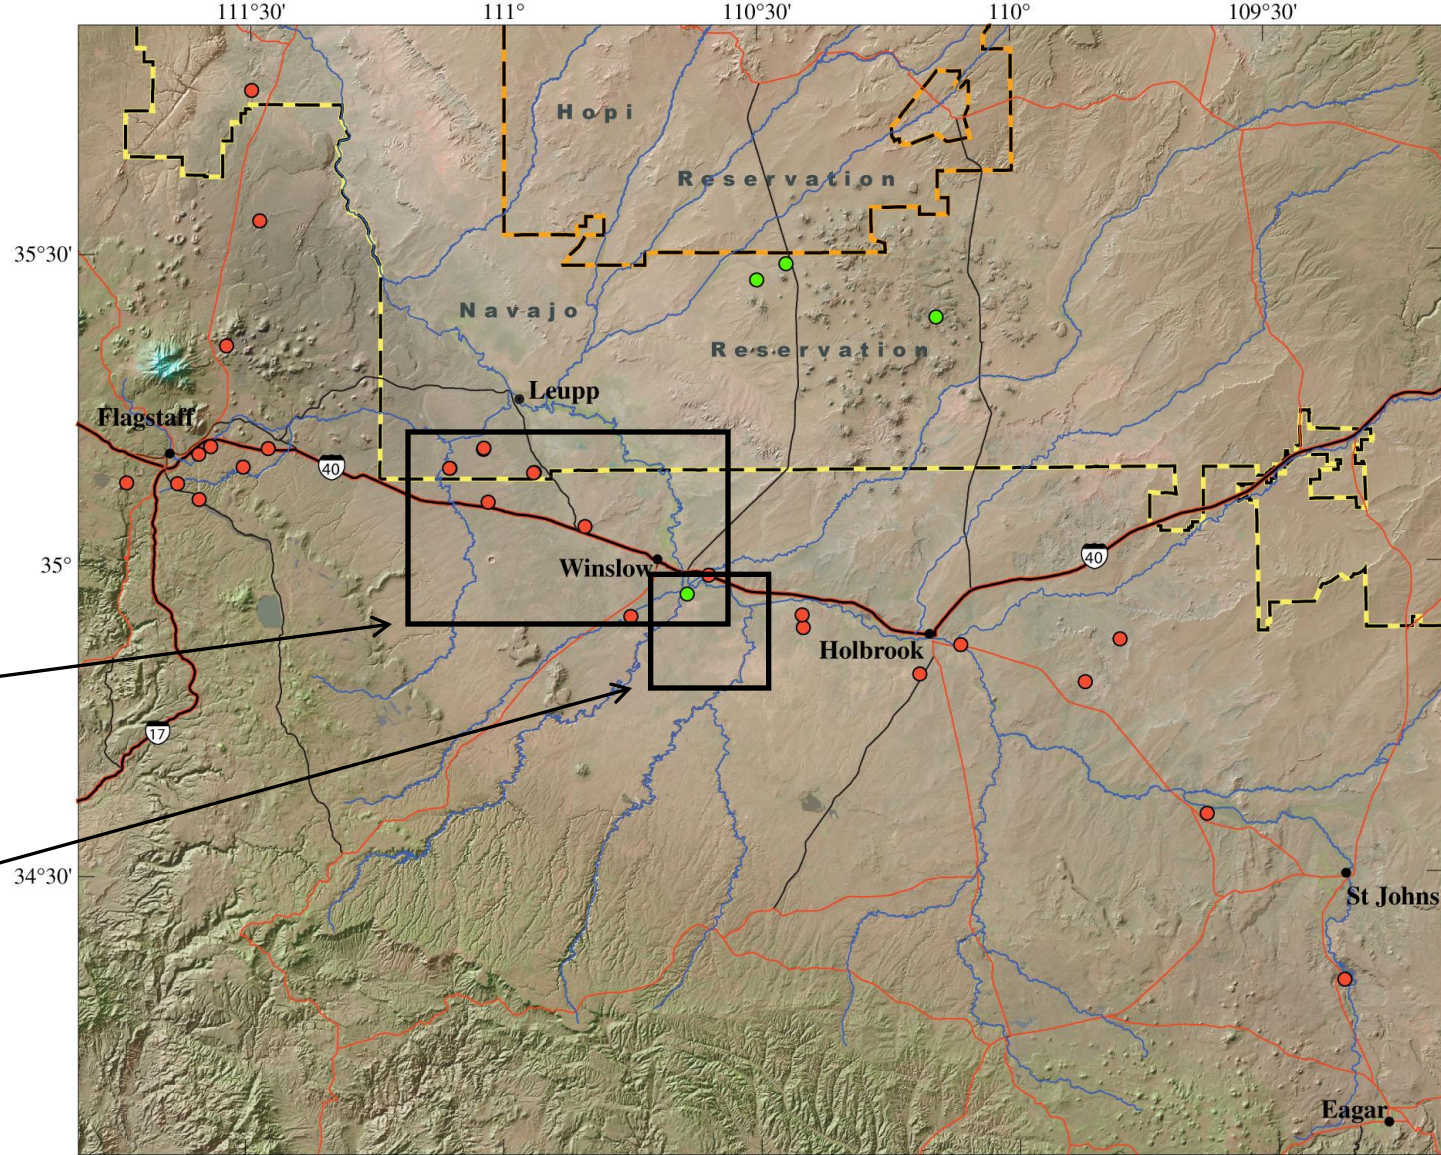 111°30' 111° 110°30' 110° 109°30'
Hopi
Reservation
35°30'
Navajo
Reservation
Leupp
Flagstaff
40
40
35°
Winslow
Holbrook
17
34°30'
St Johns
Eagar